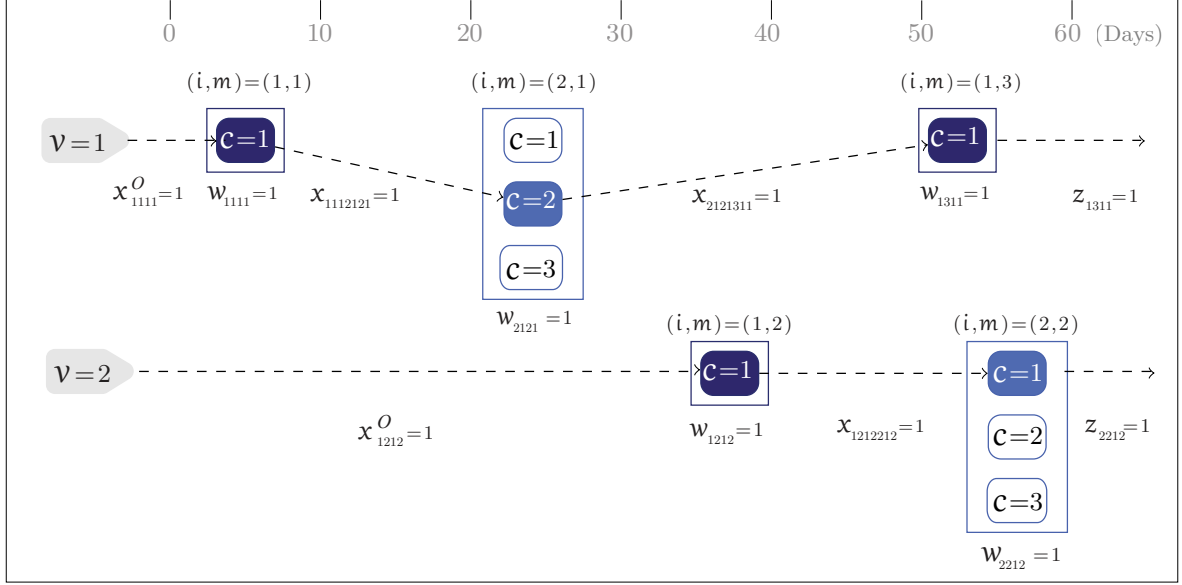 0 10 20 30 40 50 60 (Days)
(i,m)=(1,1) (i,m)=(2,1) (i,m)=(1,3)
v=1 c=1 c=1 c=1
x^O_1111=1 w_1111=1 x_1112121=1 c=2 x_2121311=1 w_1311=1 z_1311=1
c=3
w_2121=1
(i,m)=(1,2) (i,m)=(2,2)
v=2 c=1 c=1
x^O_1212=1 w_1212=1 x_1212212=1 c=2 z_2212=1
c=3
w_2212=1